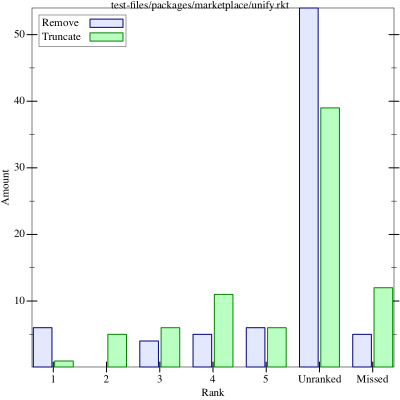 test-files/packages/marketplace/unify.rkt
Remove
Truncate
50
40
30
20
10
Amount
1 2 3 4 5 Unranked Missed
Rank